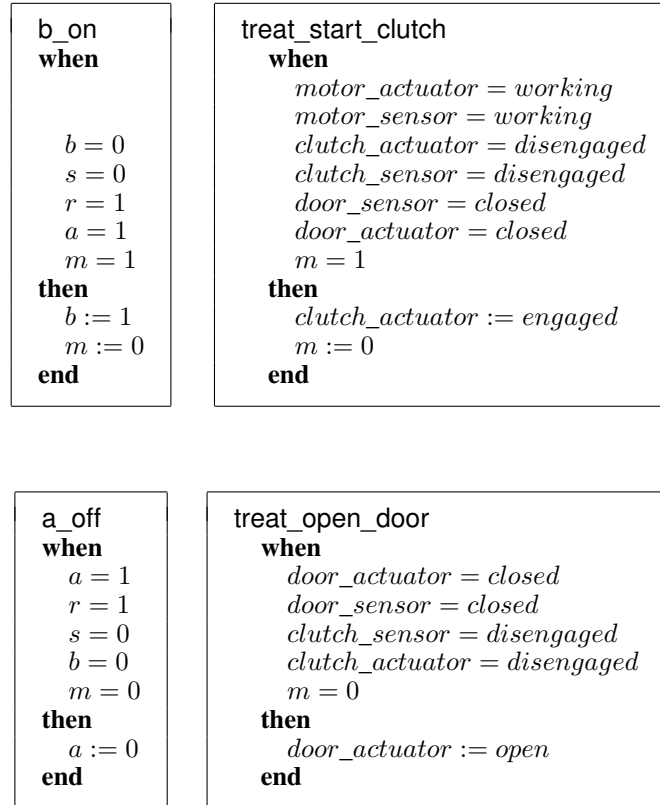 b_on
when
b = 0
s = 0
r = 1
a = 1
m = 1
then
b := 1
m := 0
end
treat_start_clutch
when
motor_actuator = working
motor_sensor = working
clutch_actuator = disengaged
clutch_sensor = disengaged
door_sensor = closed
door_actuator = closed
m = 1
then
clutch_actuator := engaged
m := 0
end
a_off
when
a = 1
r = 1
s = 0
b = 0
m = 0
then
a := 0
end
treat_open_door
when
door_actuator = closed
door_sensor = closed
clutch_sensor = disengaged
clutch_actuator = disengaged
m = 0
then
door_actuator := open
end